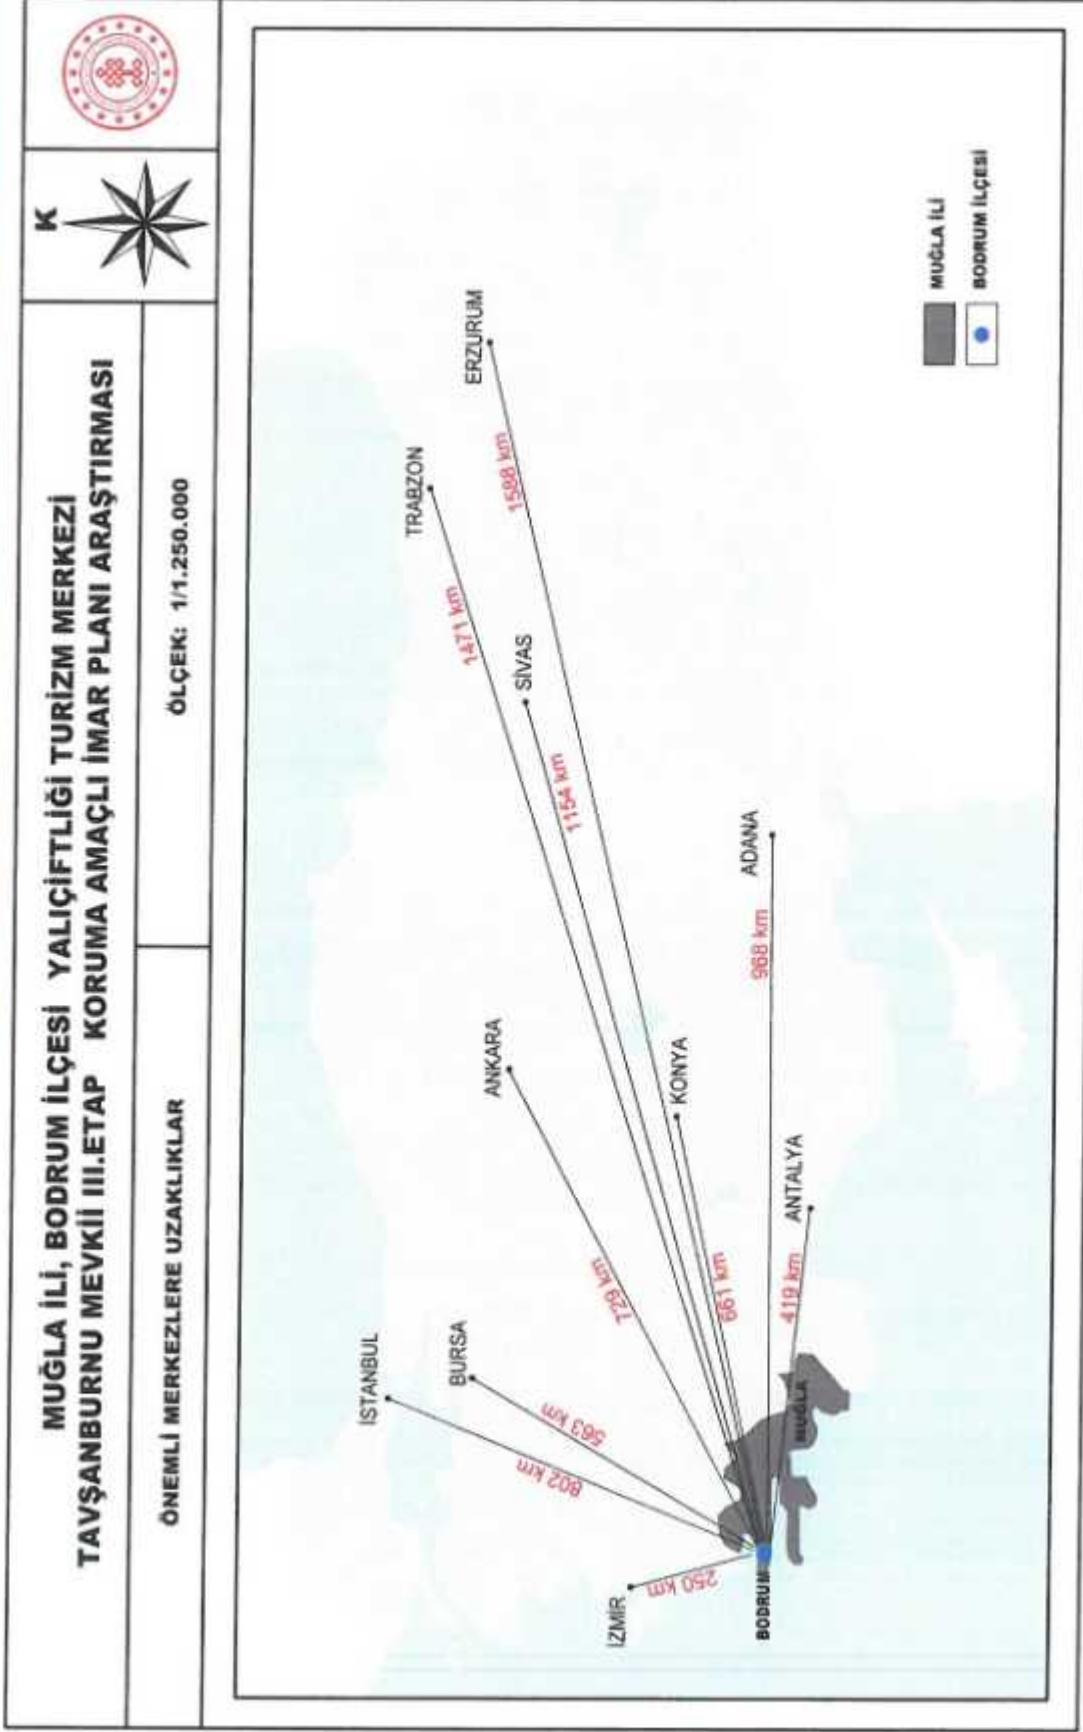 MUĞLA İLİ, BODRUM İLÇESİ YALIÇİFTLİĞİ TURİZM MERKEZİ
TAVŞANBURNU MEVKİİ III.ETAP KORUMA AMAÇLI İMAR PLANI ARAŞTIRMASI
K
ÖNEMLİ MERKEZLERE UZAKLIKLAR
ÖLÇEK: 1/1.250.000
İSTANBUL
BURSA
TRABZON
ERZURUM
ANKARA
SİVAS
802 km
563 km
1471 km
1588 km
729 km
1154 km
İZMİR
250 km
KONYA
661 km
ADANA
968 km
BODRUM
MUĞLA
ANTALYA
419 km
MUĞLA İLİ
BODRUM İLÇESİ